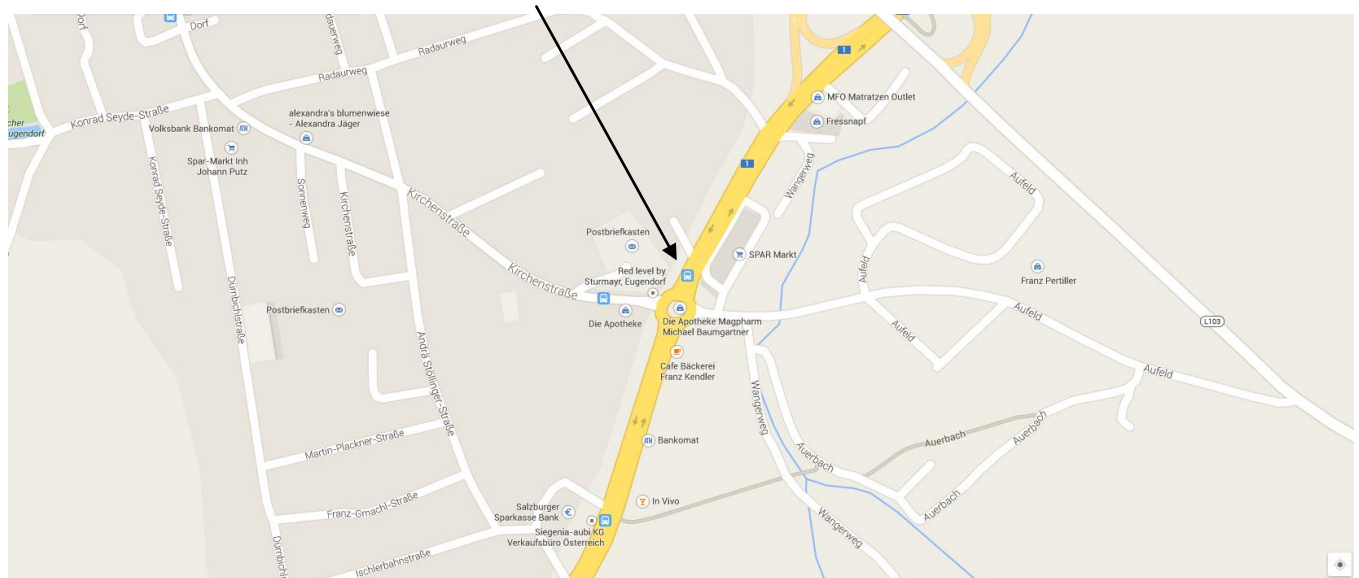 Dorf
Dorf
Radaurweg
Radaurweg
Konrad Seyde-Straße
Eugendorf
Volksbank Bankomat
alexandra's blumenwiese
- Alexandra Jäger
Spar-Markt Inh
Johann Putz
Konrad Seyde-Straße
Sonnenweg
Kirchenstraße
Kirchenstraße
Kirchenstraße
MFO Matratzen Outlet
Fressnapf
1
1
Wangerweg
Aufeld
Postbriefkasten
SPAR Markt
Red level by
Sturmayr, Eugendorf
Franz Pertiller
Aufeld
Dürnbichlstraße
Postbriefkasten
Die Apotheke
Die Apotheke Magpharm
Michael Baumgartner
Aufeld
Aufeld
L103
Andrä Stöllinger-Straße
Cafe Bäckerei
Franz Kendler
Aufeld
Wangerweg
Martin-Plackner-Straße
Bankomat
Auerbach
Auerbach
Auerbach
Auerbach
Franz-Gmachl-Straße
Salzburger
Sparkasse Bank
In Vivo
Siegenia-aubi KG
Verkaufsbüro Österreich
Wangerweg
Ischlerbahnstraße